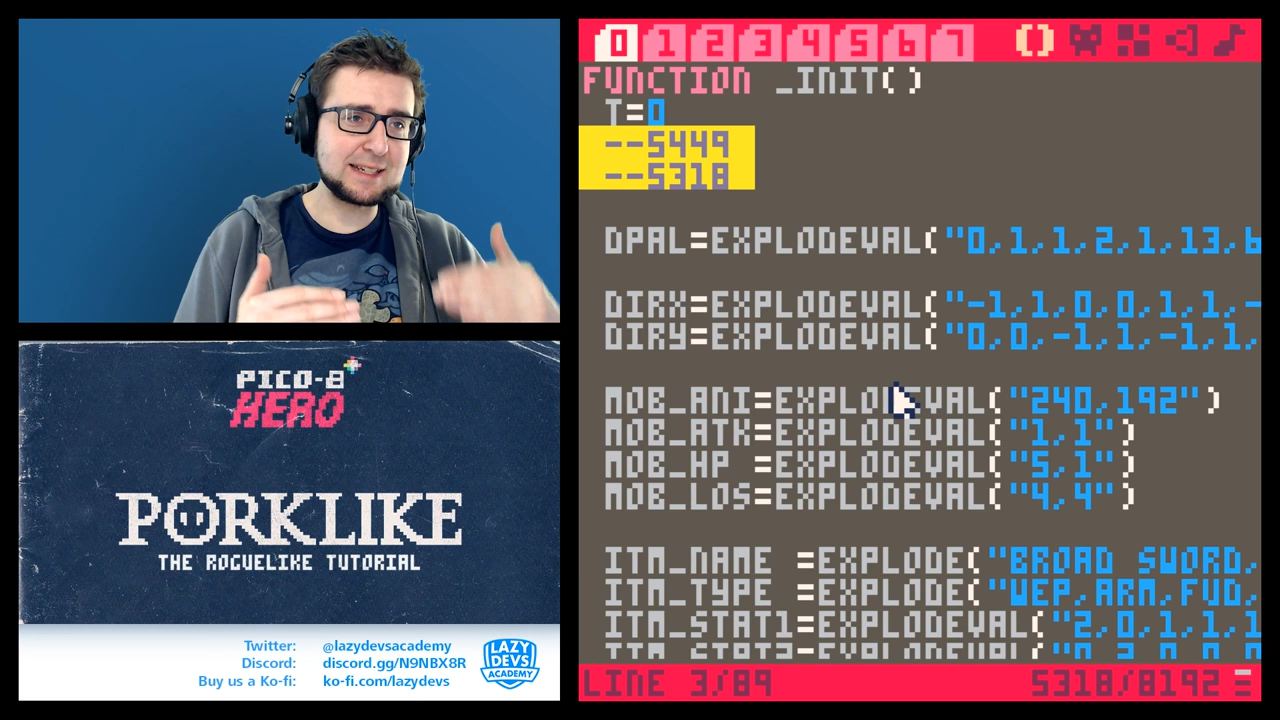 PICO-8
HERO
PORKLIKE
THE ROGUELIKE TUTORIAL
Twitter: @lazydevsacademy
Discord: discord.gg/N9NBX8R
Buy us a Ko-fi: ko-fi.com/lazydevs
LAZY
DEVS
ACADEMY
0 1 2 3 4 5 6 7
FUNCTION _INIT()
T=0
--5449
--5318
DPAL=EXPLODEVAL("0,1,1,2,1,13,6
DIRX=EXPLODEVAL("-1,1,0,0,1,1,-
DIRY=EXPLODEVAL("0,0,-1,1,-1,1,
MOB_ANI=EXPLODEVAL("240,192")
MOB_ATK=EXPLODEVAL("1,1")
MOB_HP =EXPLODEVAL("5,1")
MOB_LOS=EXPLODEVAL("4,4")
ITM_NAME =EXPLODE("BROAD SWORD,
ITM_TYPE =EXPLODE("WEP,ARM,FUD,
ITM_STAT1=EXPLODEVAL("2,0,1,1,1
LINE 3/89
5318/8192